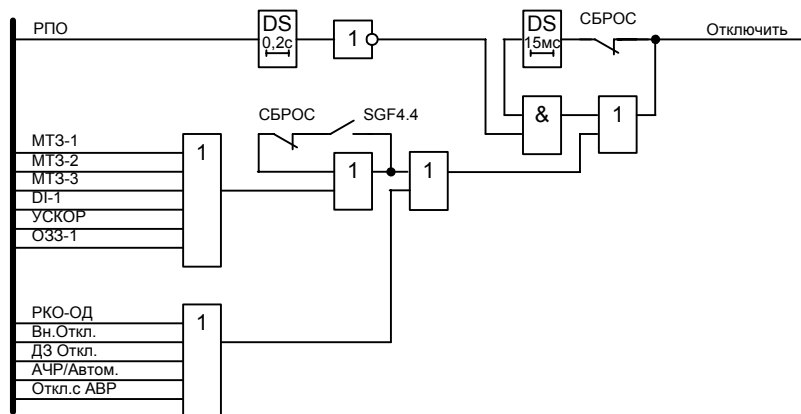 РПО
DS
0,2с
1
DS
15мс
СБРОС
Отключить
СБРОС
SGF4.4
&
1
МТЗ-1
МТЗ-2
МТЗ-3
DI-1
УСКОР
ОЗЗ-1
1
1
1
РКО-ОД
Вн.Откл.
ДЗ Откл.
АЧР/Автом.
Откл.с АВР
1